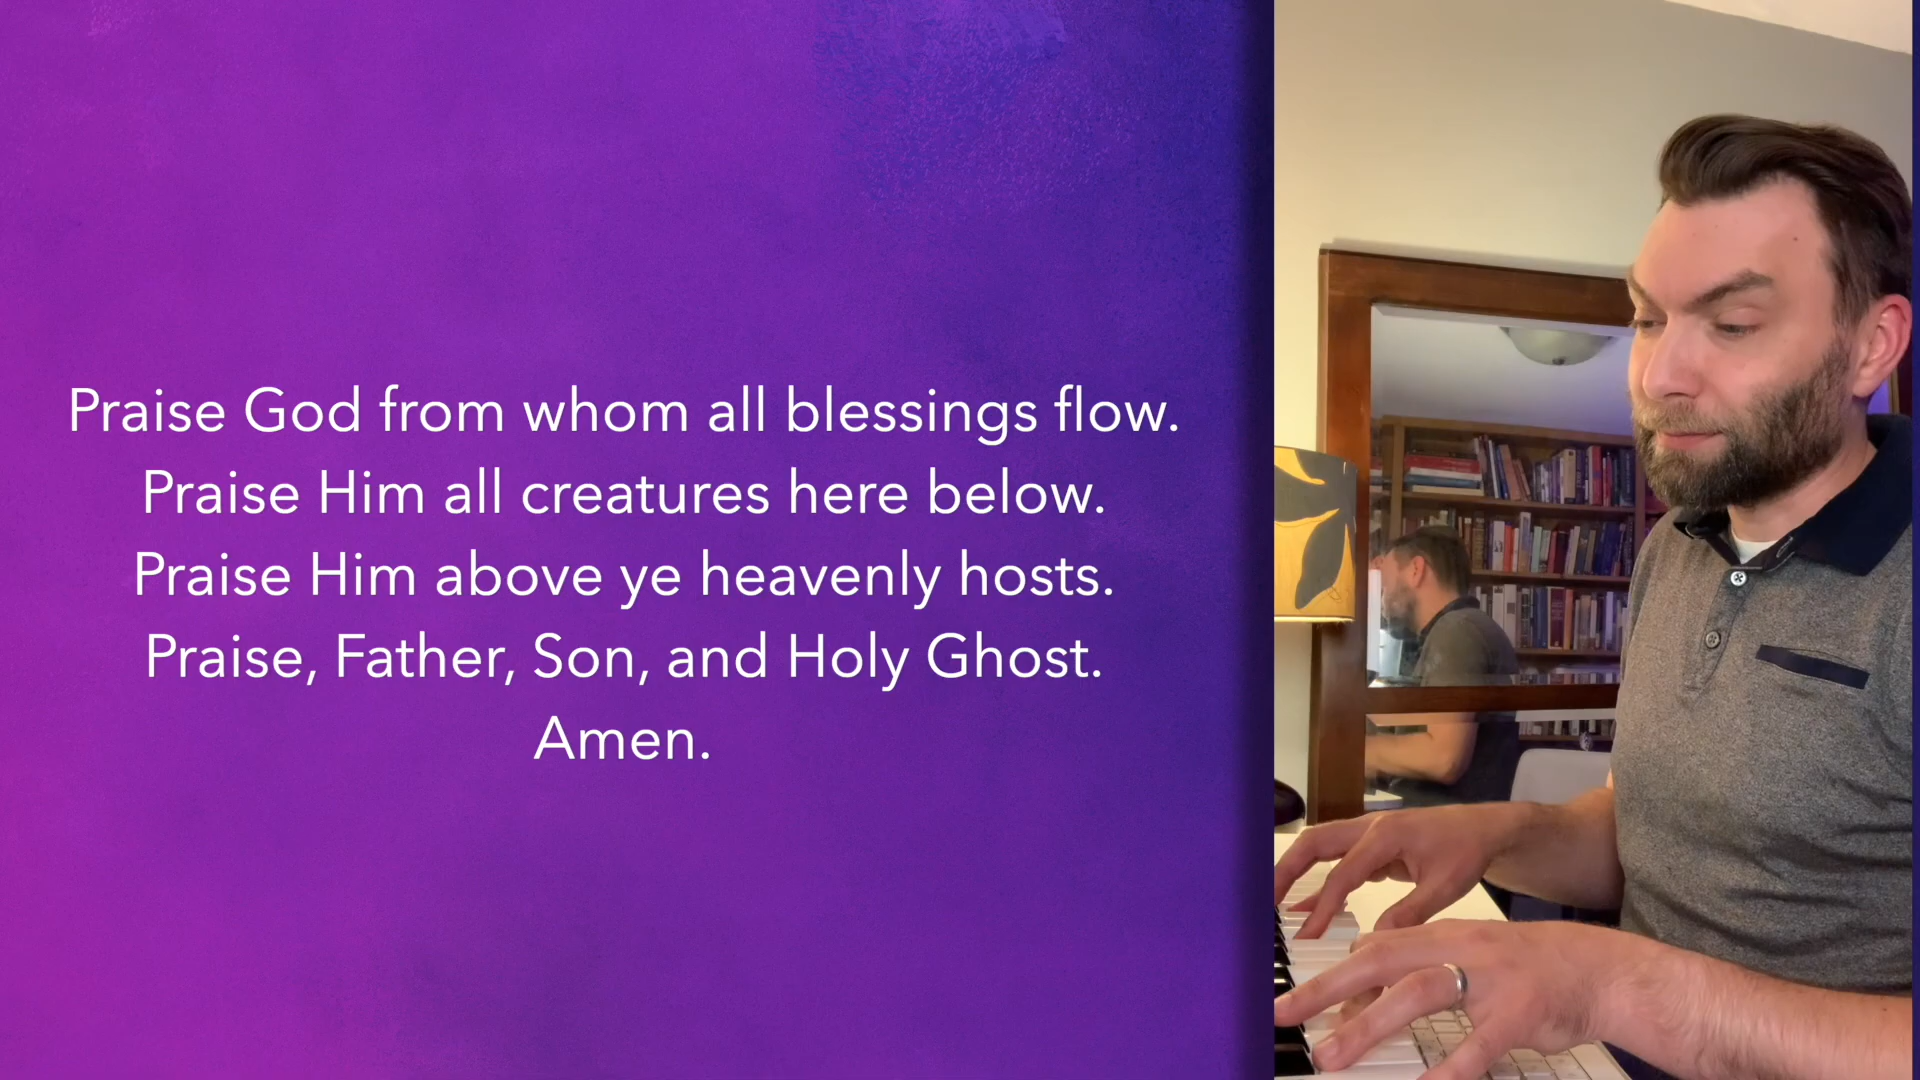 Praise God from whom all blessings flow.
Praise Him all creatures here below.
Praise Him above ye heavenly hosts.
Praise, Father, Son, and Holy Ghost.
Amen.